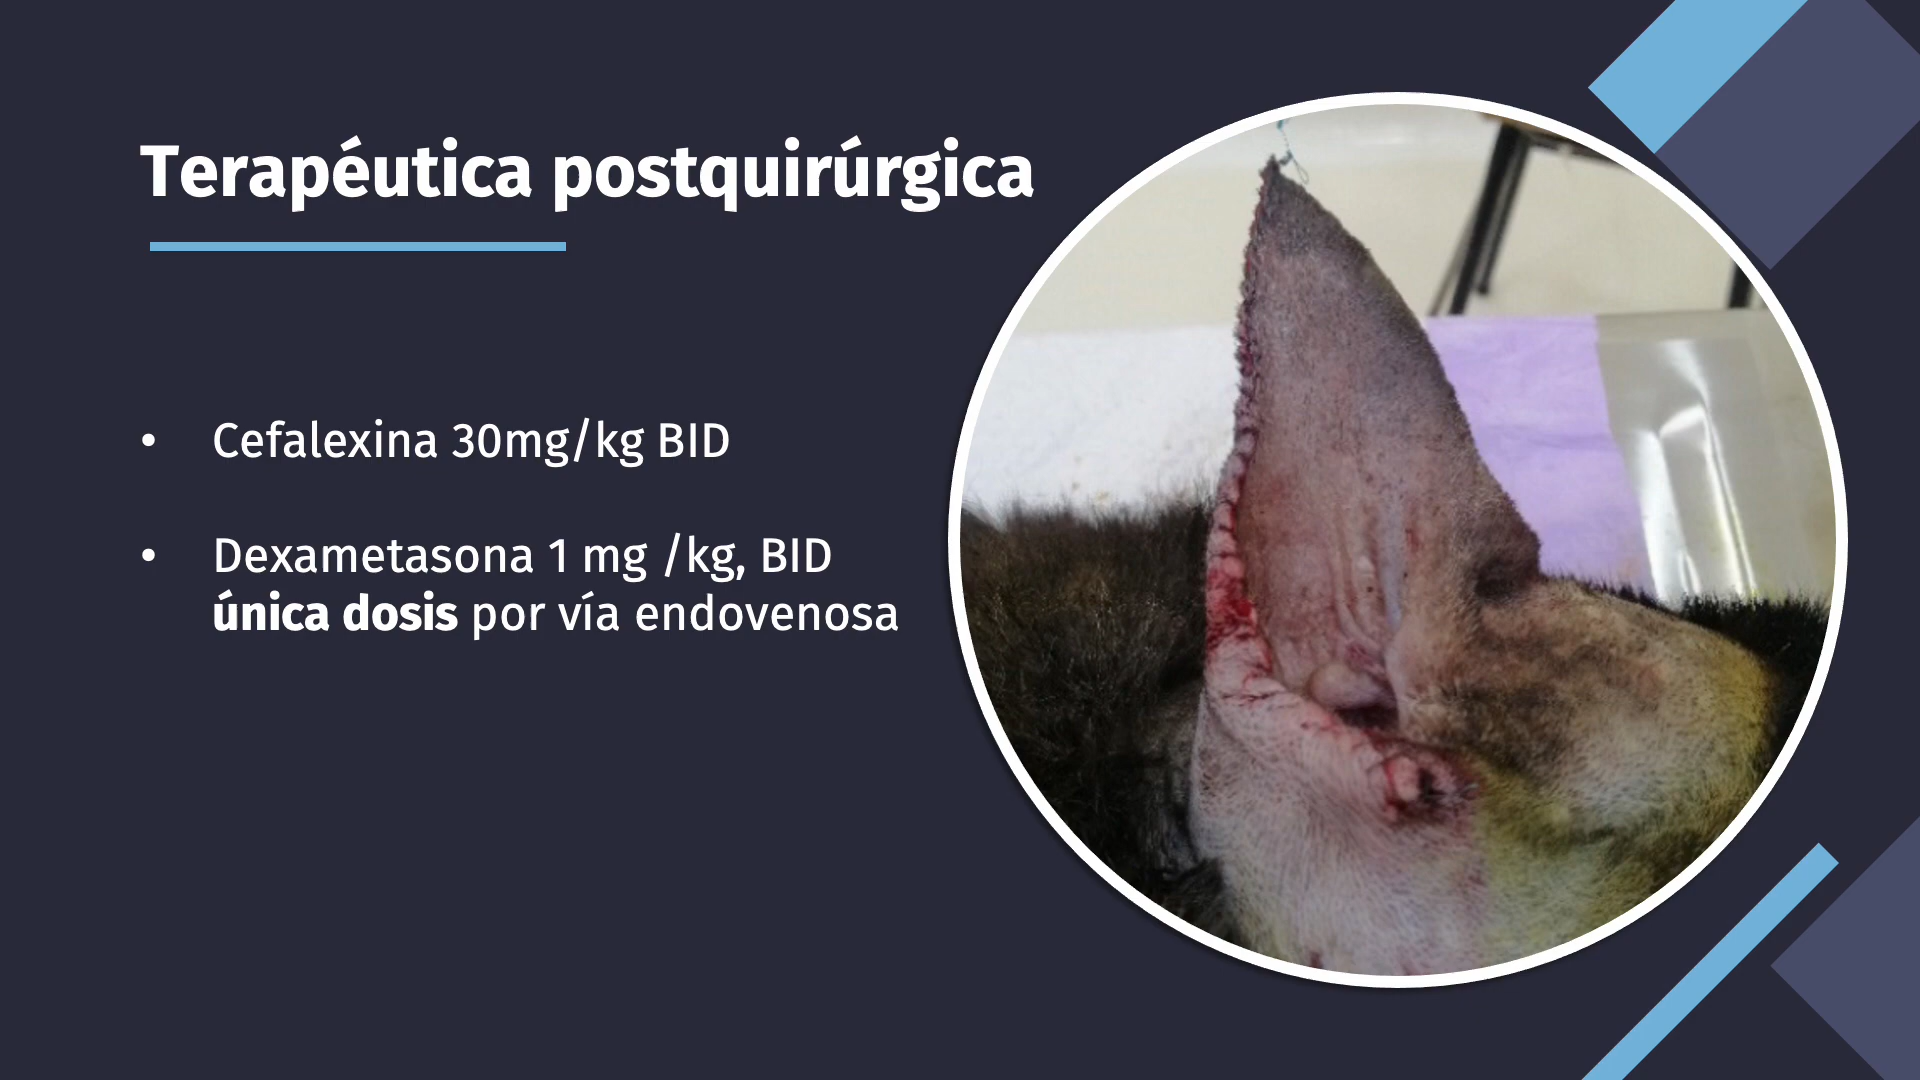 Terapéutica postquirúrgica
• Cefalexina 30mg/kg BID
• Dexametasona 1 mg /kg, BID
única dosis por vía endovenosa